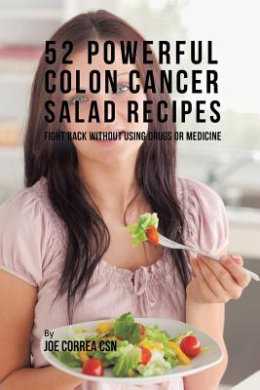 52 POWERFUL
COLON CANCER
SALAD RECIPES
FIGHT BACK WITHOUT USING DRUGS OR MEDICINE
By
JOE CORREA CSN